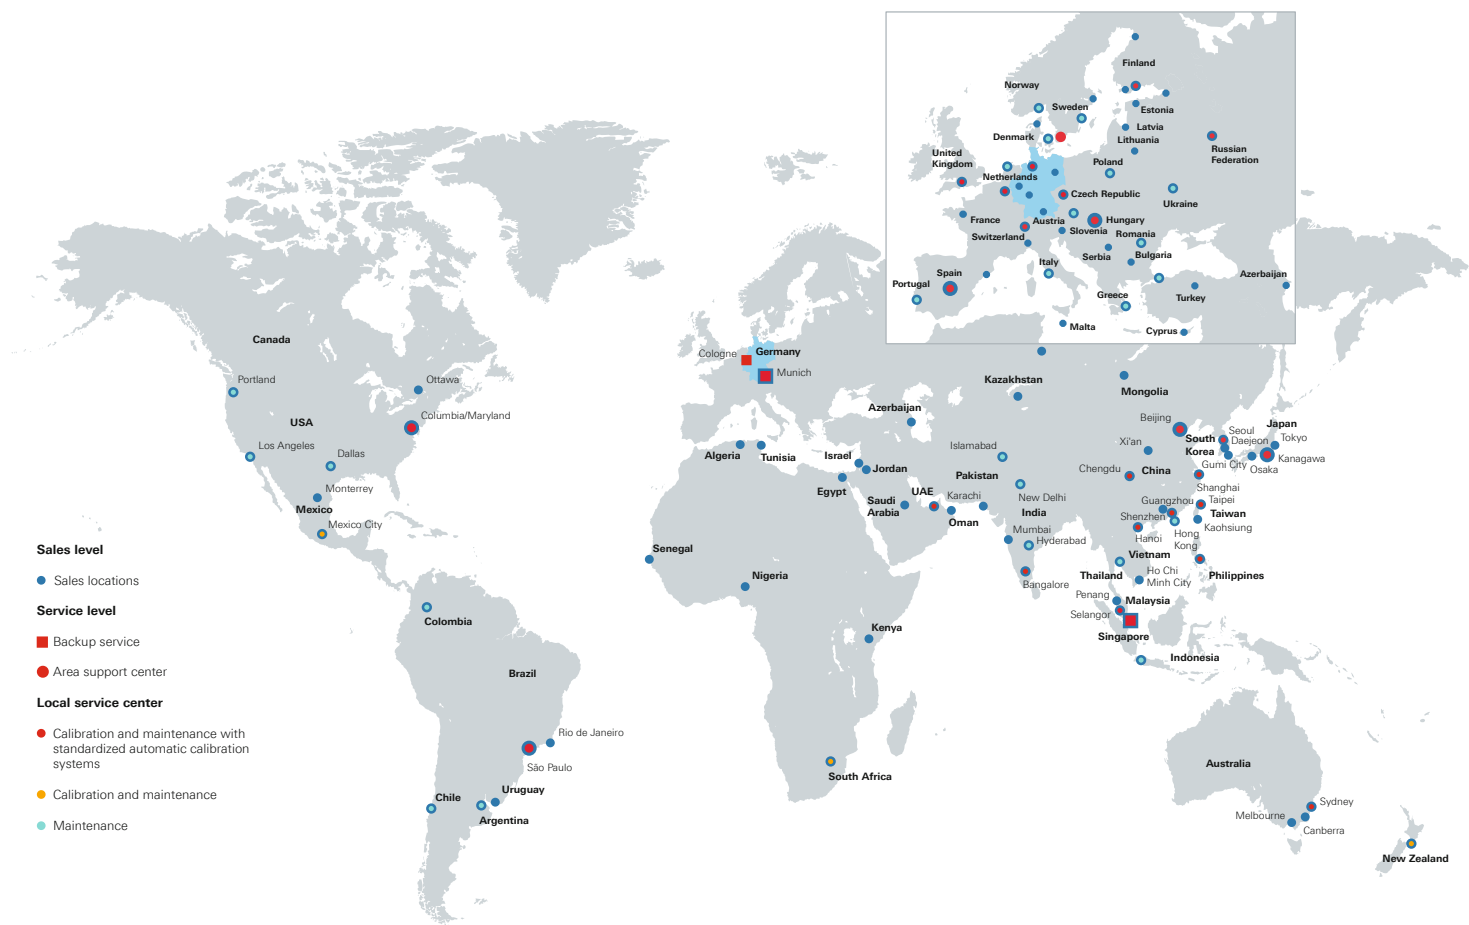 Norway
Finland
Sweden
Estonia
Denmark
Latvia
Lithuania
United
Kingdom
Russian
Federation
Poland
Netherlands
Czech Republic
Ukraine
France
Austria
Hungary
Switzerland
Slovenia
Romania
Serbia
Bulgaria
Italy
Spain
Azerbaijan
Portugal
Greece
Turkey
Malta
Cyprus
Canada
Portland
Ottawa
USA
Columbia/Maryland
Los Angeles
Dallas
Monterrey
Mexico
Mexico City
Colombia
Brazil
Rio de Janeiro
São Paulo
Chile
Uruguay
Argentina
Cologne
Germany
Munich
Algeria
Tunisia
Israel
Jordan
Egypt
Saudi
Arabia
UAE
Oman
Azerbaijan
Senegal
Nigeria
Kenya
South Africa
Kazakhstan
Mongolia
Islamabad
Pakistan
Karachi
New Delhi
India
Mumbai
Hyderabad
Bangalore
Beijing
Xi'an
Chengdu
China
South
Korea
Seoul
Daejeon
Gumi City
Japan
Tokyo
Kanagawa
Osaka
Shanghai
Guangzhou
Taipei
Shenzhen
Taiwan
Kaohsiung
Hong
Kong
Hanoi
Vietnam
Thailand
Ho Chi
Minh City
Philippines
Penang
Malaysia
Selangor
Singapore
Indonesia
Australia
Sydney
Melbourne
Canberra
New Zealand
Sales level
Sales locations
Service level
Backup service
Area support center
Local service center
Calibration and maintenance with
standardized automatic calibration
systems
Calibration and maintenance
Maintenance